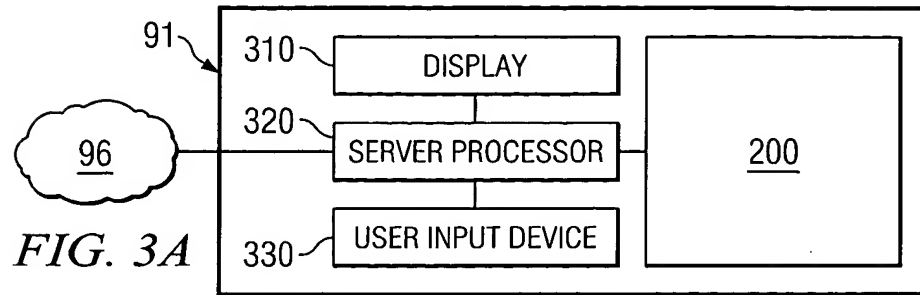 91
310
DISPLAY
320
96
SERVER PROCESSOR
200
330
USER INPUT DEVICE
FIG. 3A